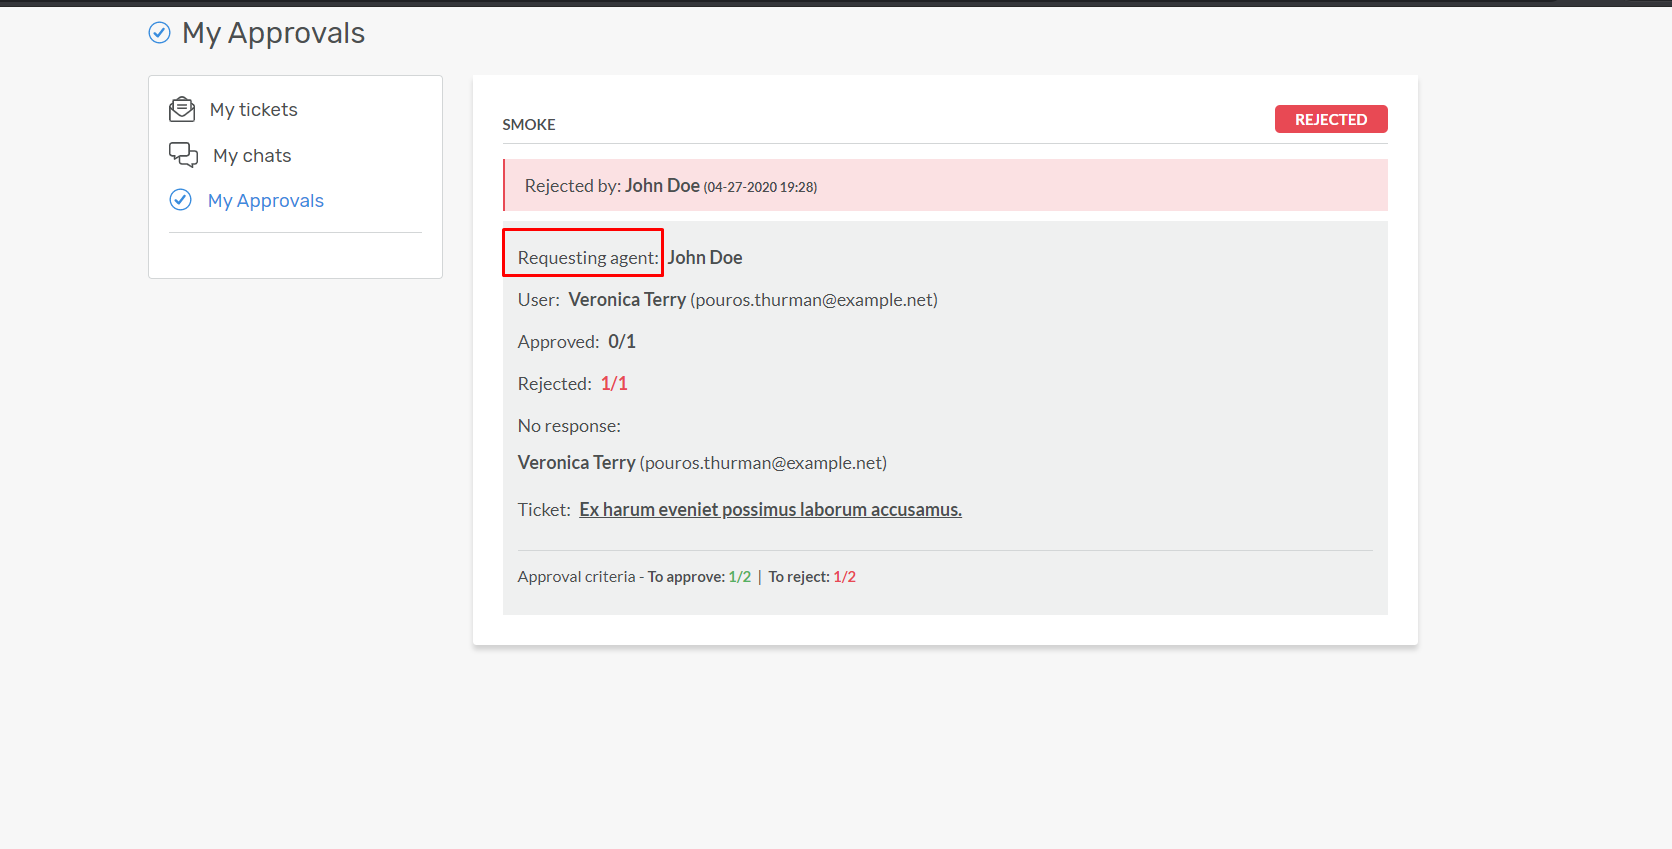 My Approvals
My tickets
My chats
My Approvals
SMOKE
REJECTED
Rejected by: John Doe (04-27-2020 19:28)
Requesting agent: John Doe
User: Veronica Terry (pouros.thurman@example.net)
Approved: 0/1
Rejected: 1/1
No response:
Veronica Terry (pouros.thurman@example.net)
Ticket: Ex harum eveniet possimus laborum accusamus.
Approval criteria - To approve: 1/2 | To reject: 1/2